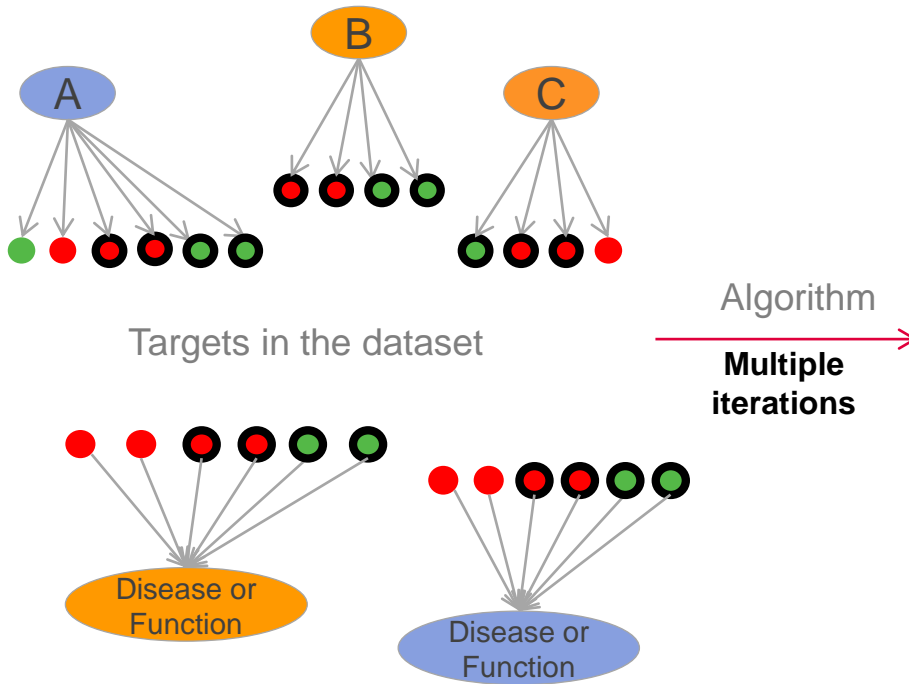 B
A
C
Algorithm
Targets in the dataset
Multiple
iterations
Disease or
Function
Disease or
Function